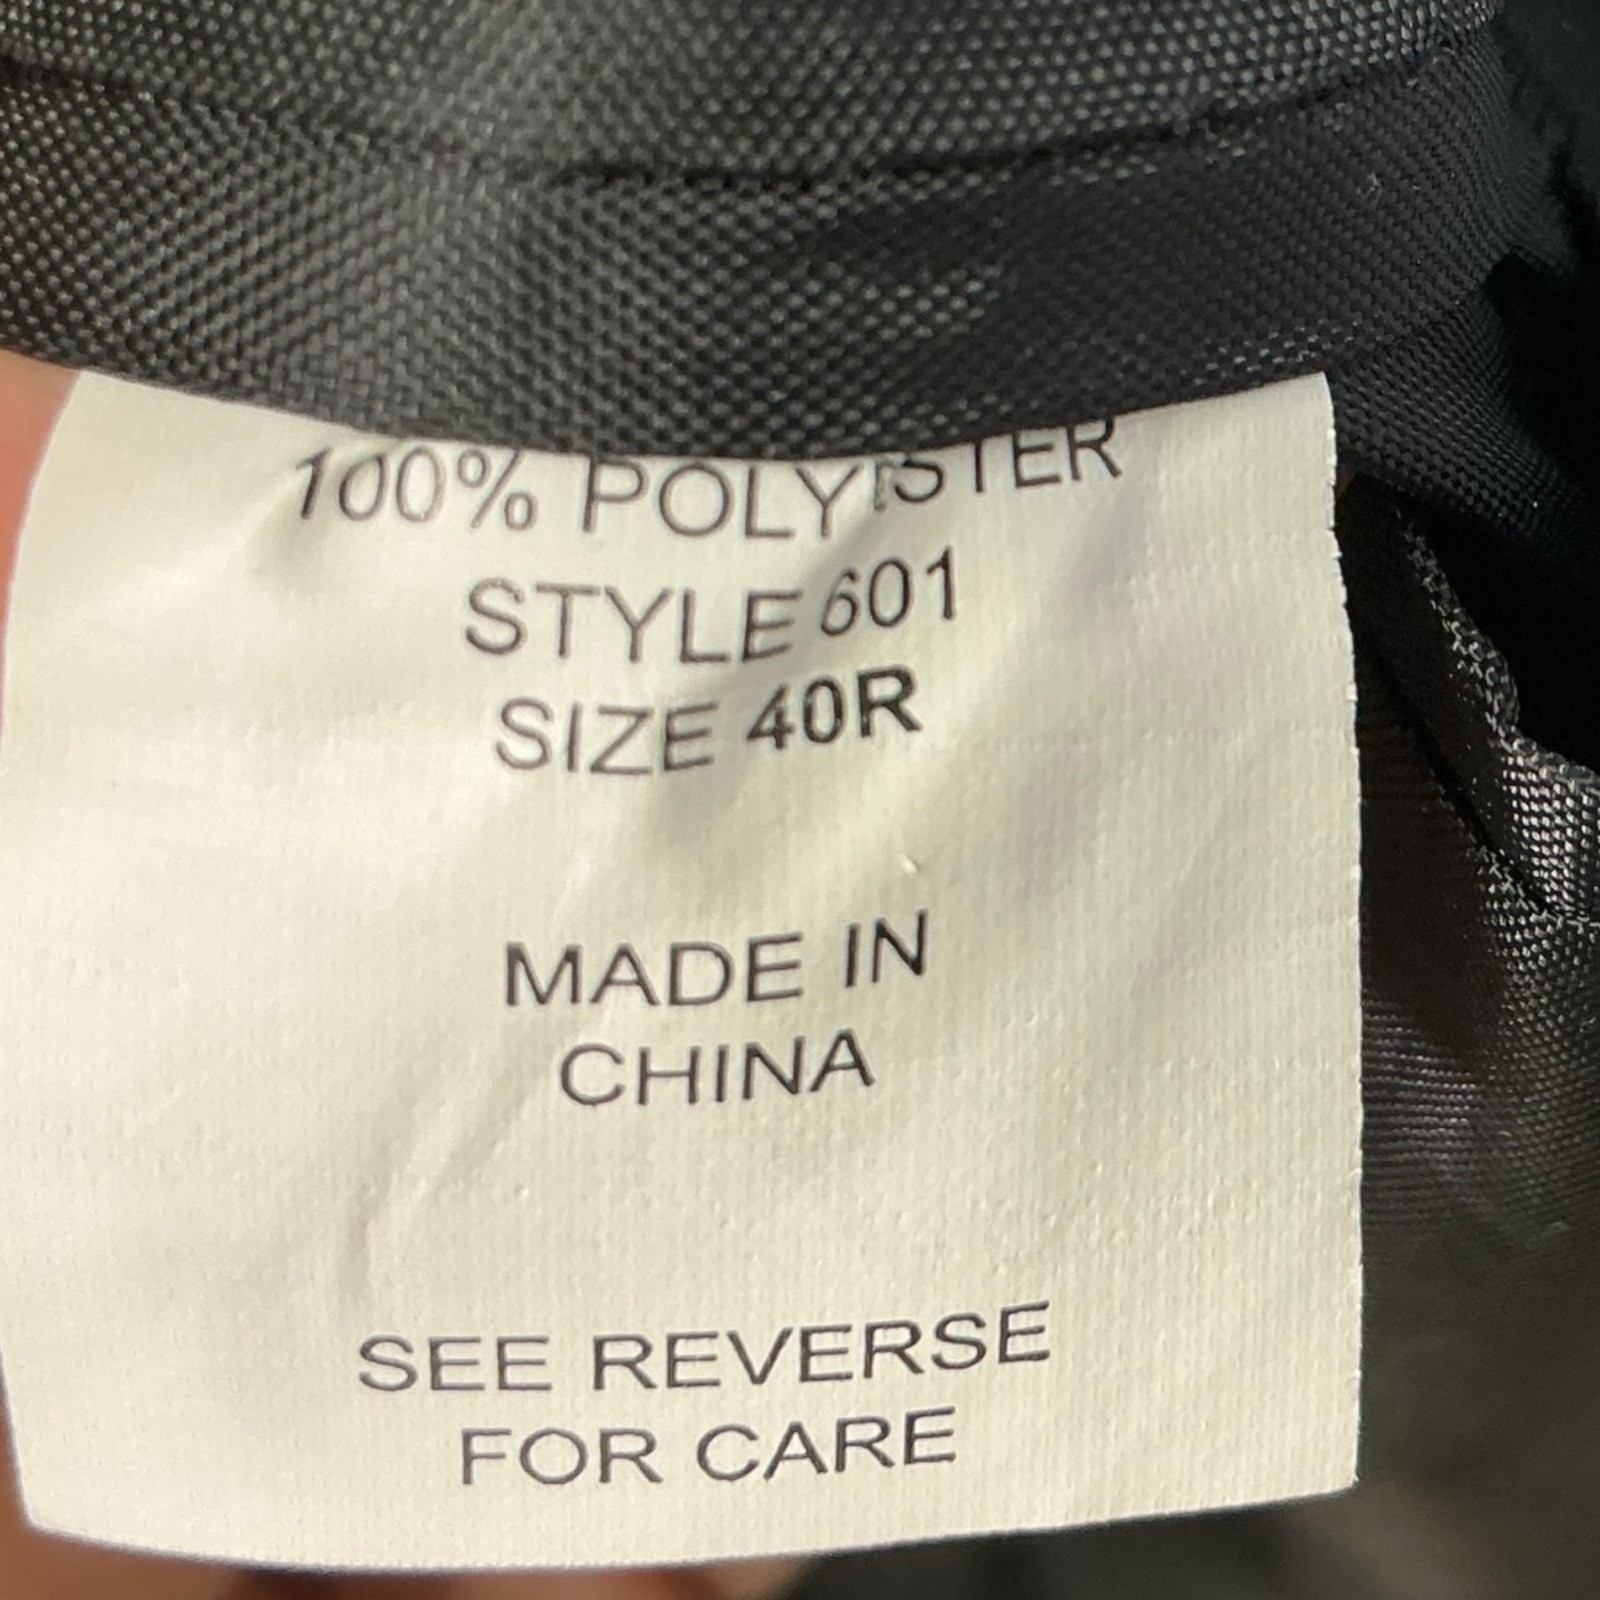 100% POLYESTER
STYLE 601
SIZE 40R
MADE IN
CHINA
SEE REVERSE
FOR CARE